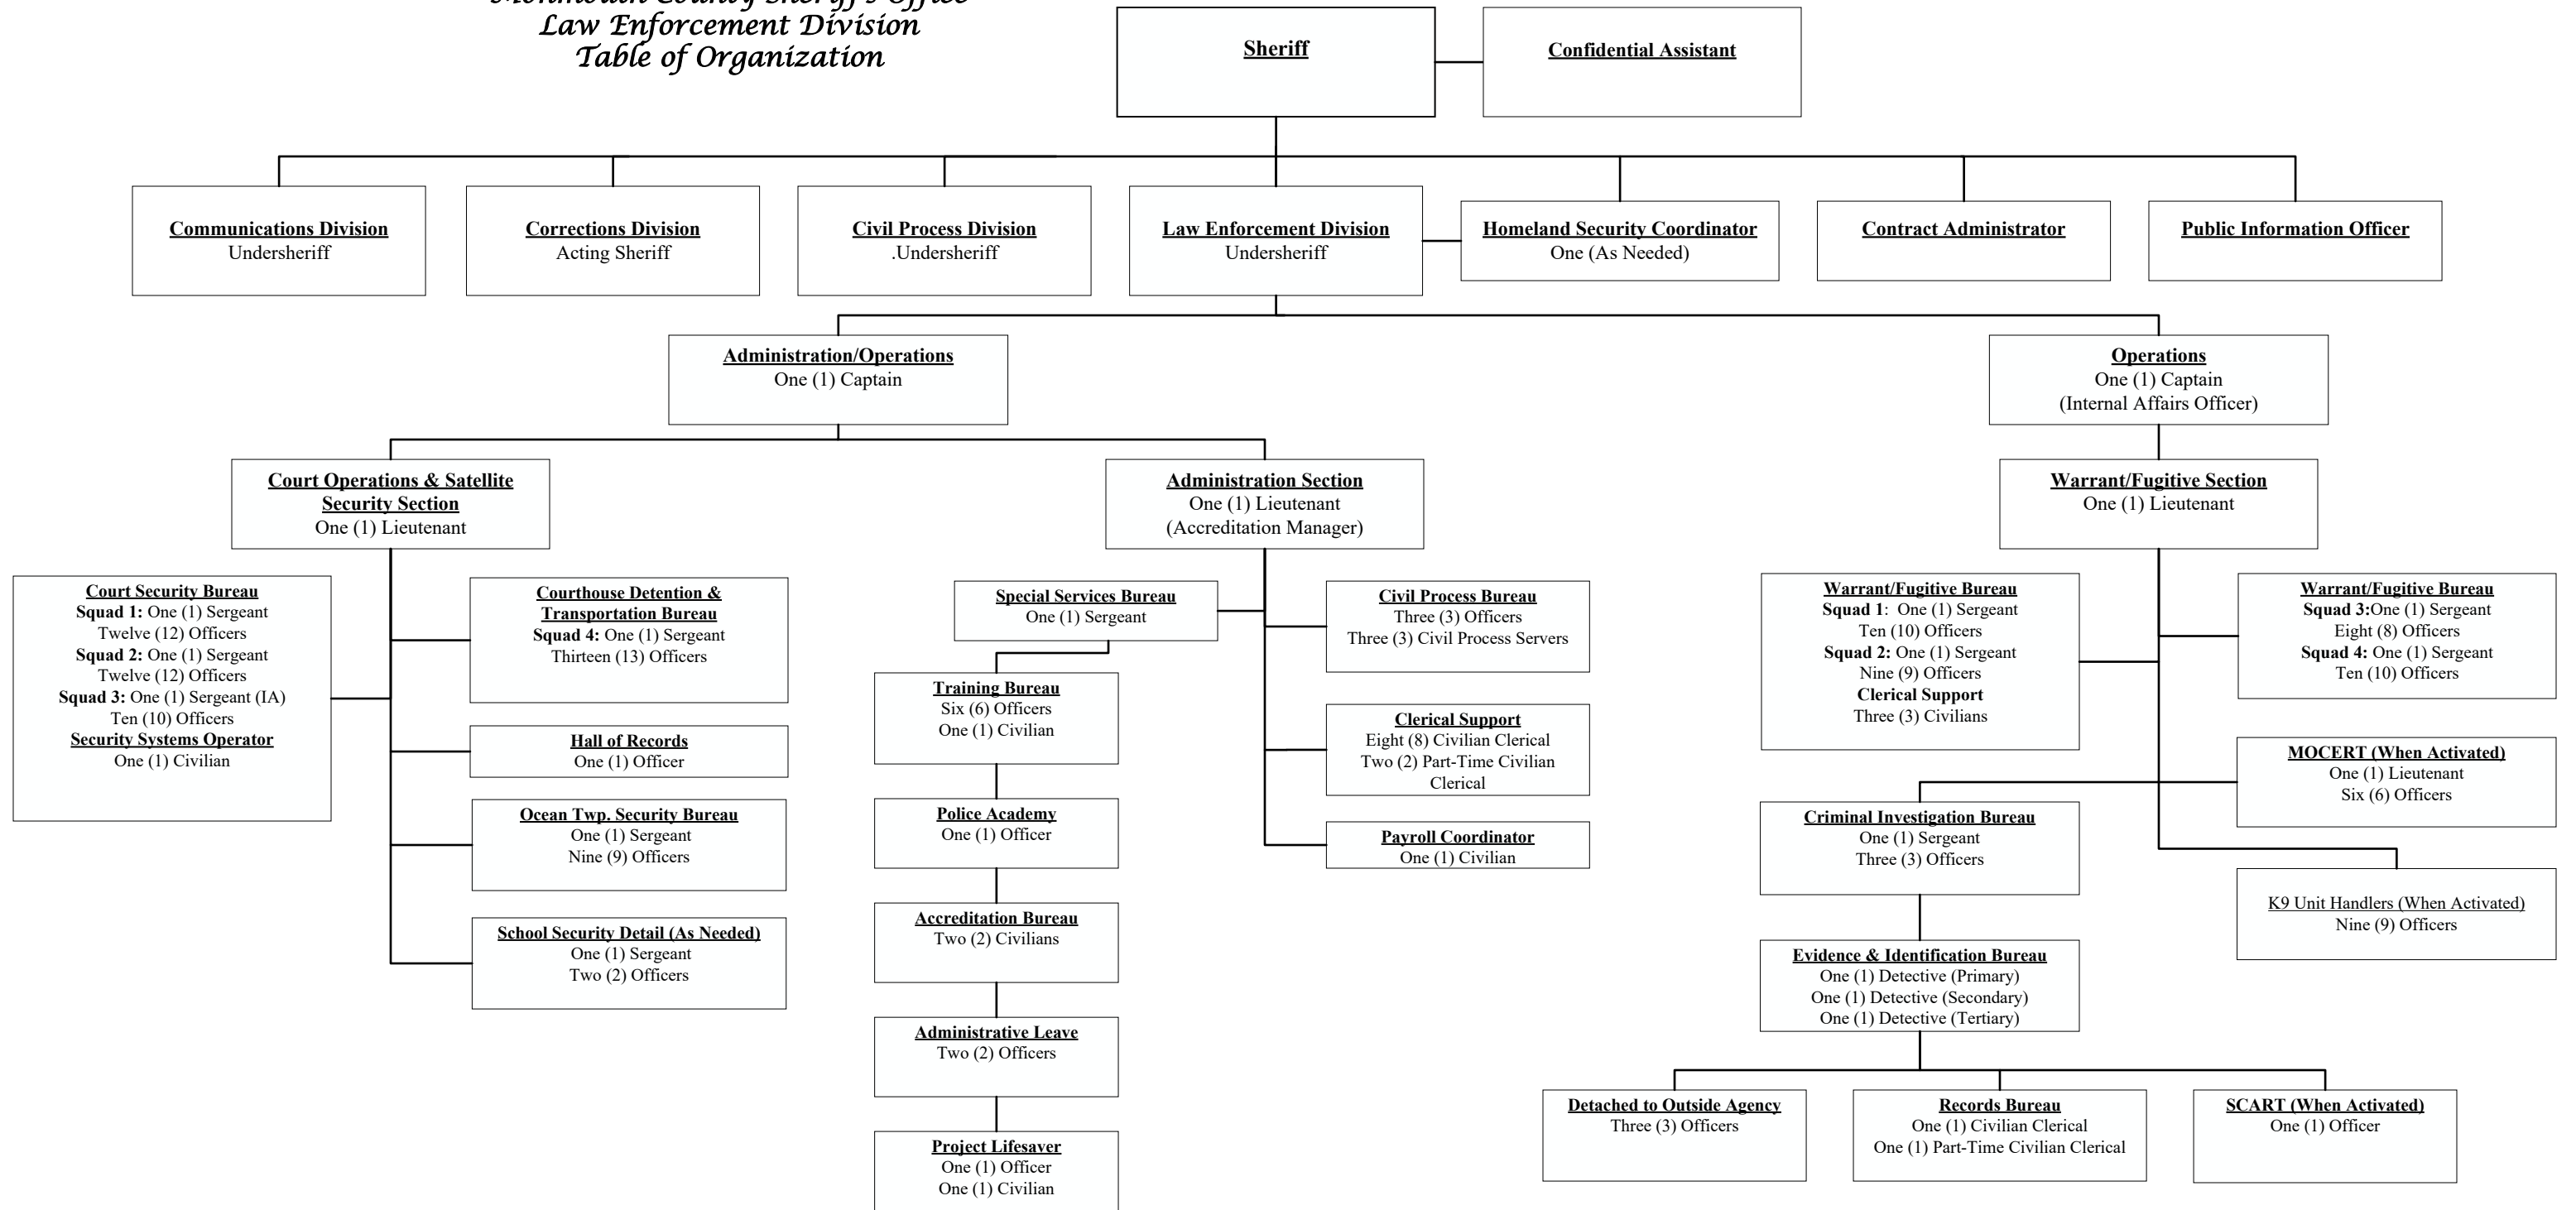 Monmouth County Sheriff's Office
Law Enforcement Division
Table of Organization
Sheriff
Confidential Assistant
Communications Division
Undersheriff
Corrections Division
Acting Sheriff
Civil Process Division
.Undersheriff
Law Enforcement Division
Undersheriff
Homeland Security Coordinator
One (As Needed)
Contract Administrator
Public Information Officer
Administration/Operations
One (1) Captain
Operations
One (1) Captain
(Internal Affairs Officer)
Court Operations & Satellite
Security Section
One (1) Lieutenant
Administration Section
One (1) Lieutenant
(Accreditation Manager)
Warrant/Fugitive Section
One (1) Lieutenant
Court Security Bureau
Squad 1: One (1) Sergeant
Twelve (12) Officers
Squad 2: One (1) Sergeant
Twelve (12) Officers
Squad 3: One (1) Sergeant (IA)
Ten (10) Officers
Security Systems Operator
One (1) Civilian
Courthouse Detention &
Transportation Bureau
Squad 4: One (1) Sergeant
Thirteen (13) Officers
Hall of Records
One (1) Officer
Ocean Twp. Security Bureau
One (1) Sergeant
Nine (9) Officers
School Security Detail (As Needed)
One (1) Sergeant
Two (2) Officers
Special Services Bureau
One (1) Sergeant
Training Bureau
Six (6) Officers
One (1) Civilian
Police Academy
One (1) Officer
Accreditation Bureau
Two (2) Civilians
Administrative Leave
Two (2) Officers
Project Lifesaver
One (1) Officer
One (1) Civilian
Civil Process Bureau
Three (3) Officers
Three (3) Civil Process Servers
Clerical Support
Eight (8) Civilian Clerical
Two (2) Part-Time Civilian
Clerical
Payroll Coordinator
One (1) Civilian
Warrant/Fugitive Bureau
Squad 1:  One (1) Sergeant
Ten (10) Officers
Squad 2: One (1) Sergeant
Nine (9) Officers
Clerical Support
Three (3) Civilians
Warrant/Fugitive Bureau
Squad 3:One (1) Sergeant
Eight (8) Officers
Squad 4: One (1) Sergeant
Ten (10) Officers
MOCERT (When Activated)
One (1) Lieutenant
Six (6) Officers
Criminal Investigation Bureau
One (1) Sergeant
Three (3) Officers
K9 Unit Handlers (When Activated)
Nine (9) Officers
Evidence & Identification Bureau
One (1) Detective (Primary)
One (1) Detective (Secondary)
One (1) Detective (Tertiary)
Detached to Outside Agency
Three (3) Officers
Records Bureau
One (1) Civilian Clerical
One (1) Part-Time Civilian Clerical
SCART (When Activated)
One (1) Officer